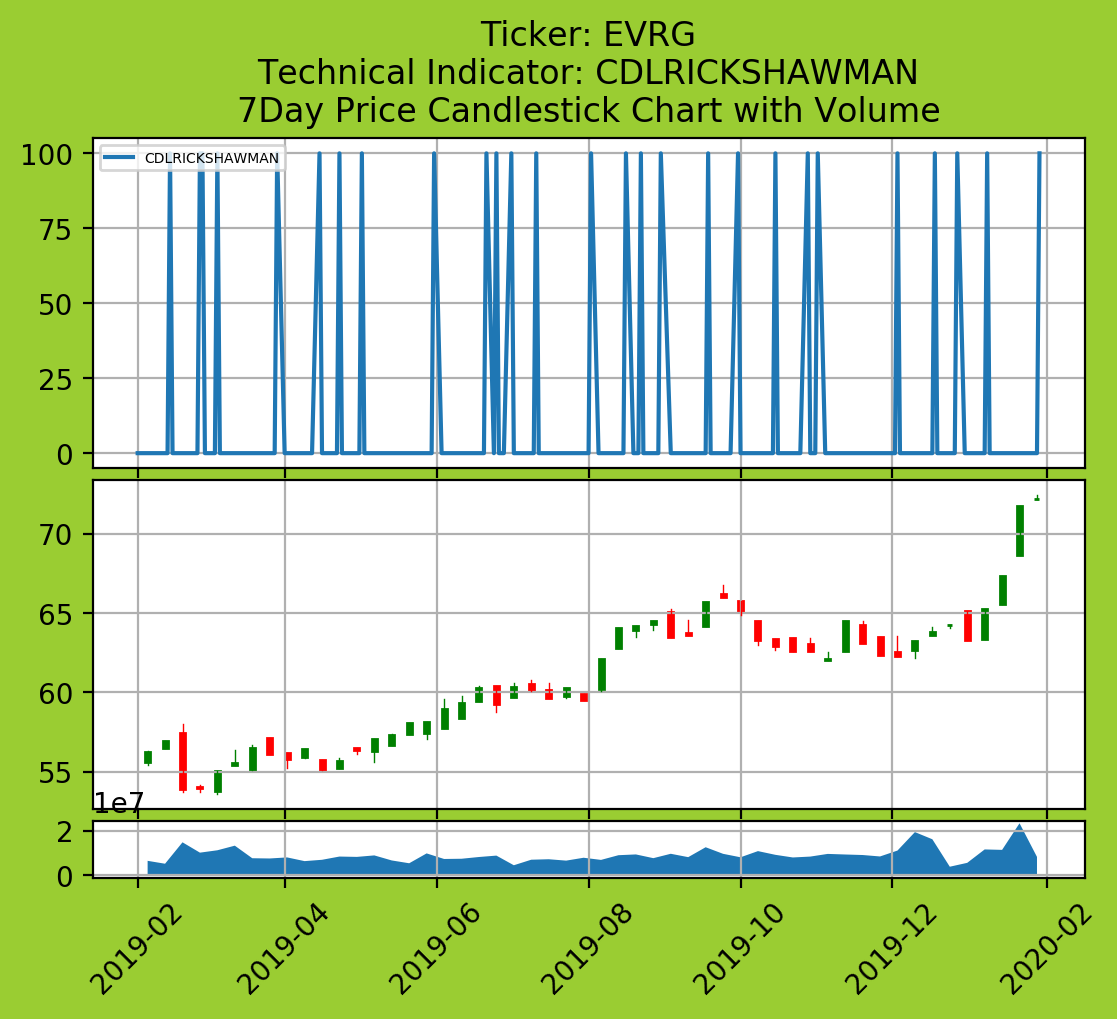 Ticker: EVRG
Technical Indicator: CDLRICKSHAWMAN
7Day Price Candlestick Chart with Volume
CDLRICKSHAWMAN
100
75
50
25
0
70
65
60
55
1e7
2
0
2019-02 2019-04 2019-06 2019-08 2019-10 2019-12 2020-02